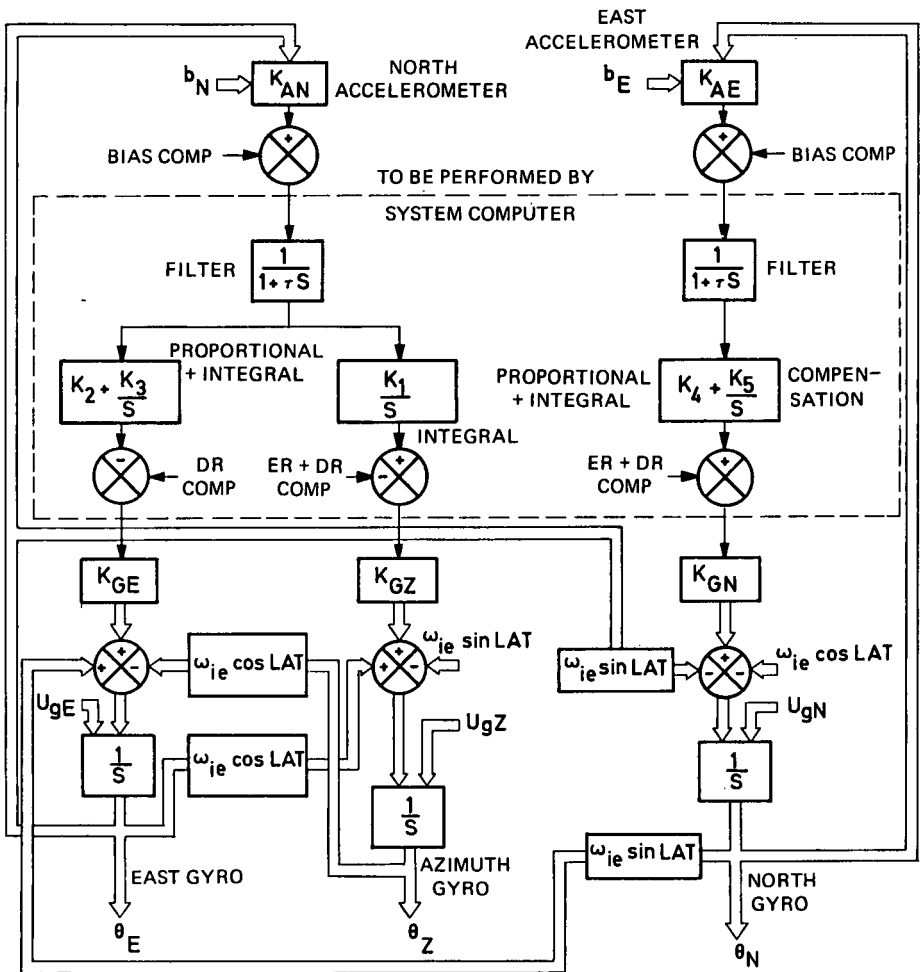 EAST
ACCELEROMETER
b_N
K_AN
NORTH
ACCELEROMETER
b_E
K_AE
BIAS COMP
+
+
BIAS COMP
TO BE PERFORMED BY
SYSTEM COMPUTER
FILTER
1
1+τS
1
1+τS
FILTER
PROPORTIONAL
+ INTEGRAL
K_2 + K_3
S
K_1
S
INTEGRAL
PROPORTIONAL
+ INTEGRAL
K_4 + K_5
S
COMPEN-
SATION
-
DR
COMP
ER + DR
COMP
- +
ER + DR
COMP
+
K_GE
K_GZ
K_GN
+ + -
ω_ie cos LAT
+ + -
ω_ie sin LAT
ω_ie sin LAT
- + -
ω_ie cos LAT
U_gE
1
S
ω_ie cos LAT
U_gZ
1
S
U_gN
1
S
EAST GYRO
AZIMUTH
GYRO
ω_ie sin LAT
NORTH
GYRO
θ_E
θ_Z
θ_N